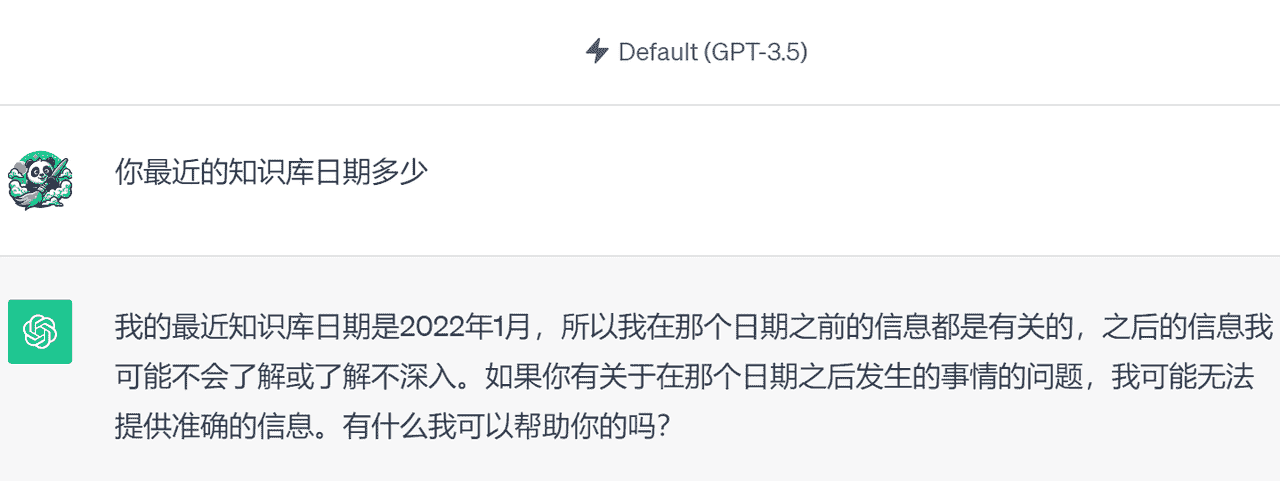 Default (GPT-3.5)
你最近的知识库日期多少
我的最近知识库日期是2022年1月，所以我在那个日期之前的信息都是有关的，之后的信息我
可能不会了解或了解不深入。如果你有关于在那个日期之后发生的事情的问题，我可能无法
提供准确的信息。有什么我可以帮助你的吗？